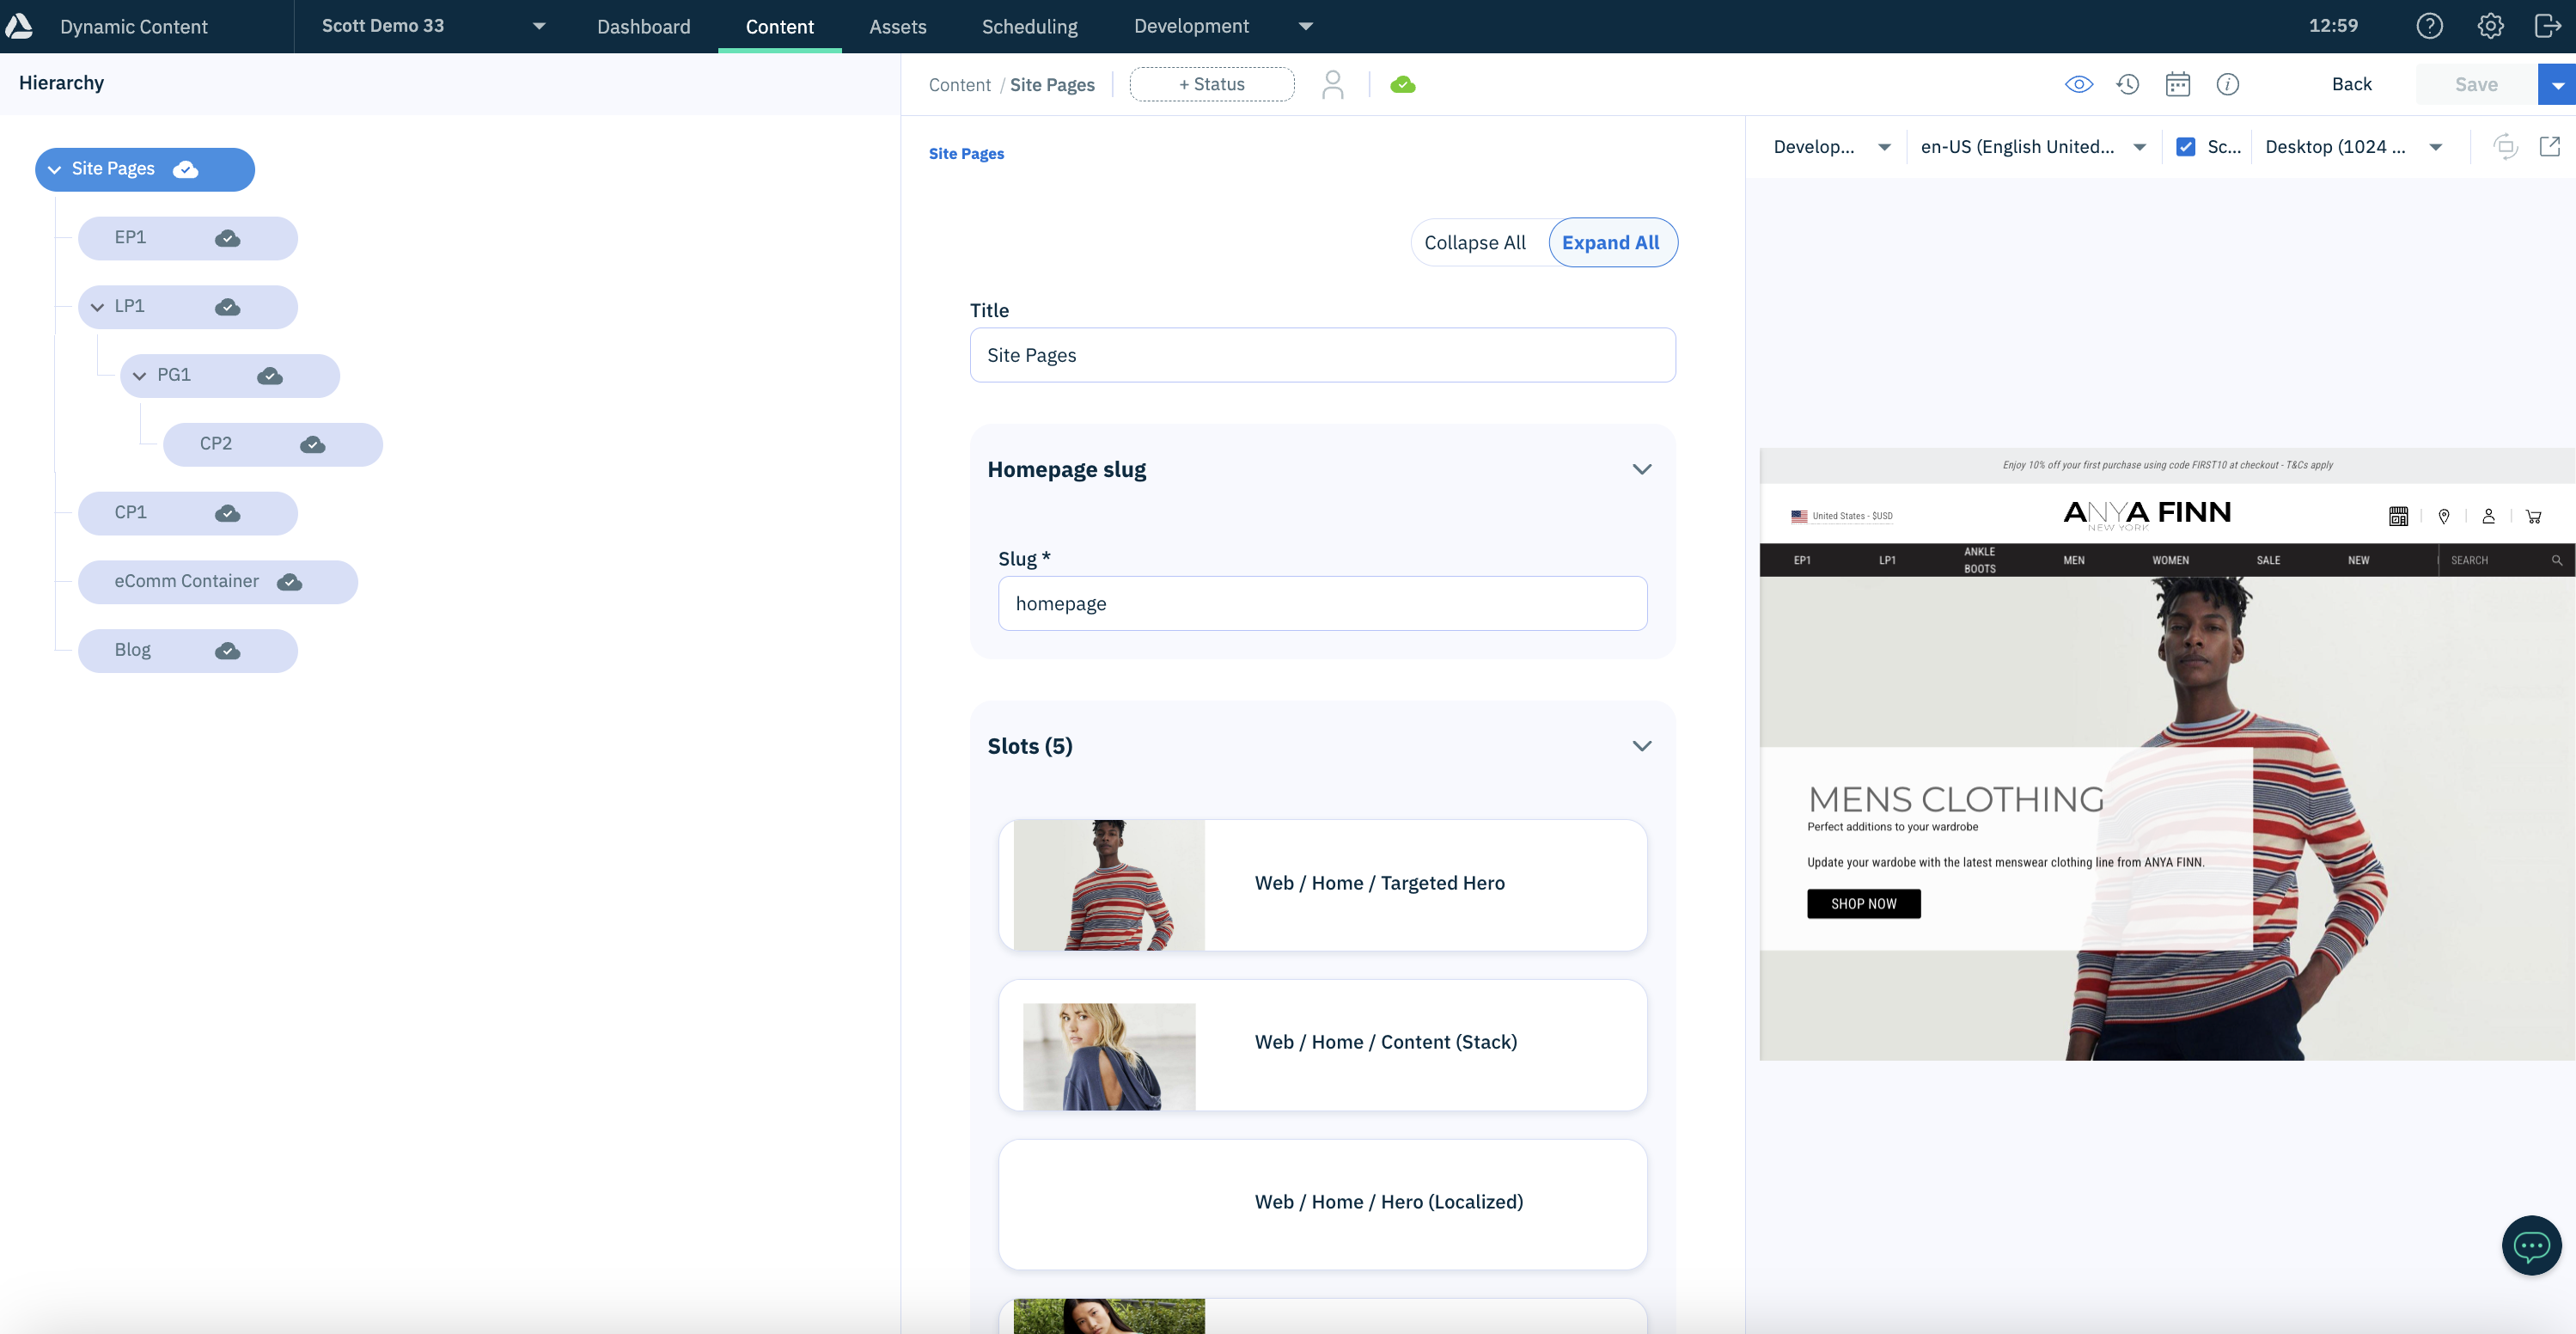 Dynamic Content
Scott Demo 33
Dashboard
Content
Assets
Scheduling
Development
12:59
Hierarchy
Content / Site Pages
+ Status
Back
Save
Site Pages
EP1
LP1
PG1
CP2
CP1
eComm Container
Blog
Site Pages
Collapse All
Expand All
Title
Site Pages
Homepage slug
Slug *
homepage
Slots (5)
Web / Home / Targeted Hero
Web / Home / Content (Stack)
Web / Home / Hero (Localized)
Develop...
en-US (English United...
Sc...
Desktop (1024 ...
Enjoy 10% off your first purchase using code FIRST10 at checkout - T&Cs apply
United States - $USD
ANYA FINN
NEW YORK
EP1
LP1
ANKLE
BOOTS
MEN
WOMEN
SALE
NEW
SEARCH
MENS CLOTHING
Perfect additions to your wardrobe
Update your wardobe with the latest menswear clothing line from ANYA FINN.
SHOP NOW